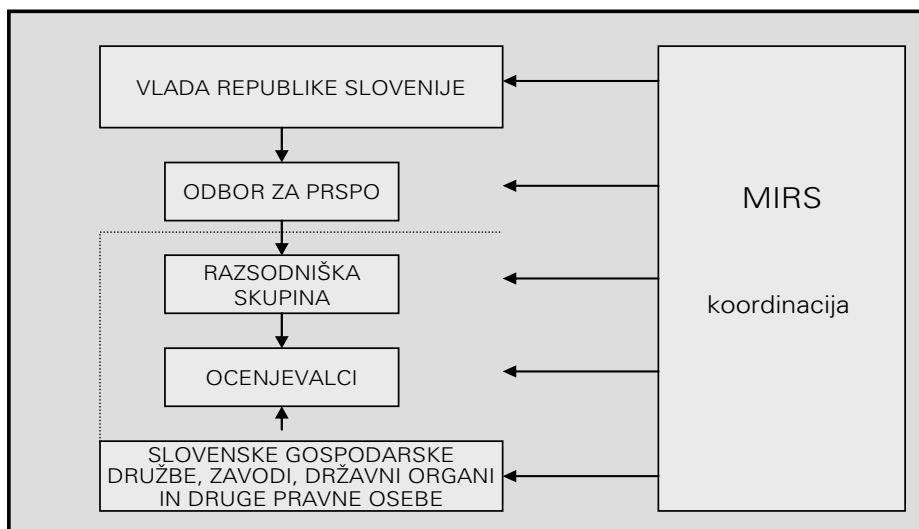 VLADA REPUBLIKE SLOVENIJE
ODBOR ZA PRSPO
RAZSODNIŠKA
SKUPINA
OCENJEVALCI
SLOVENSKE GOSPODARSKE
DRUŽBE, ZAVODI, DRŽAVNI ORGANI
IN DRUGE PRAVNE OSEBE
MIRS
koordinacija